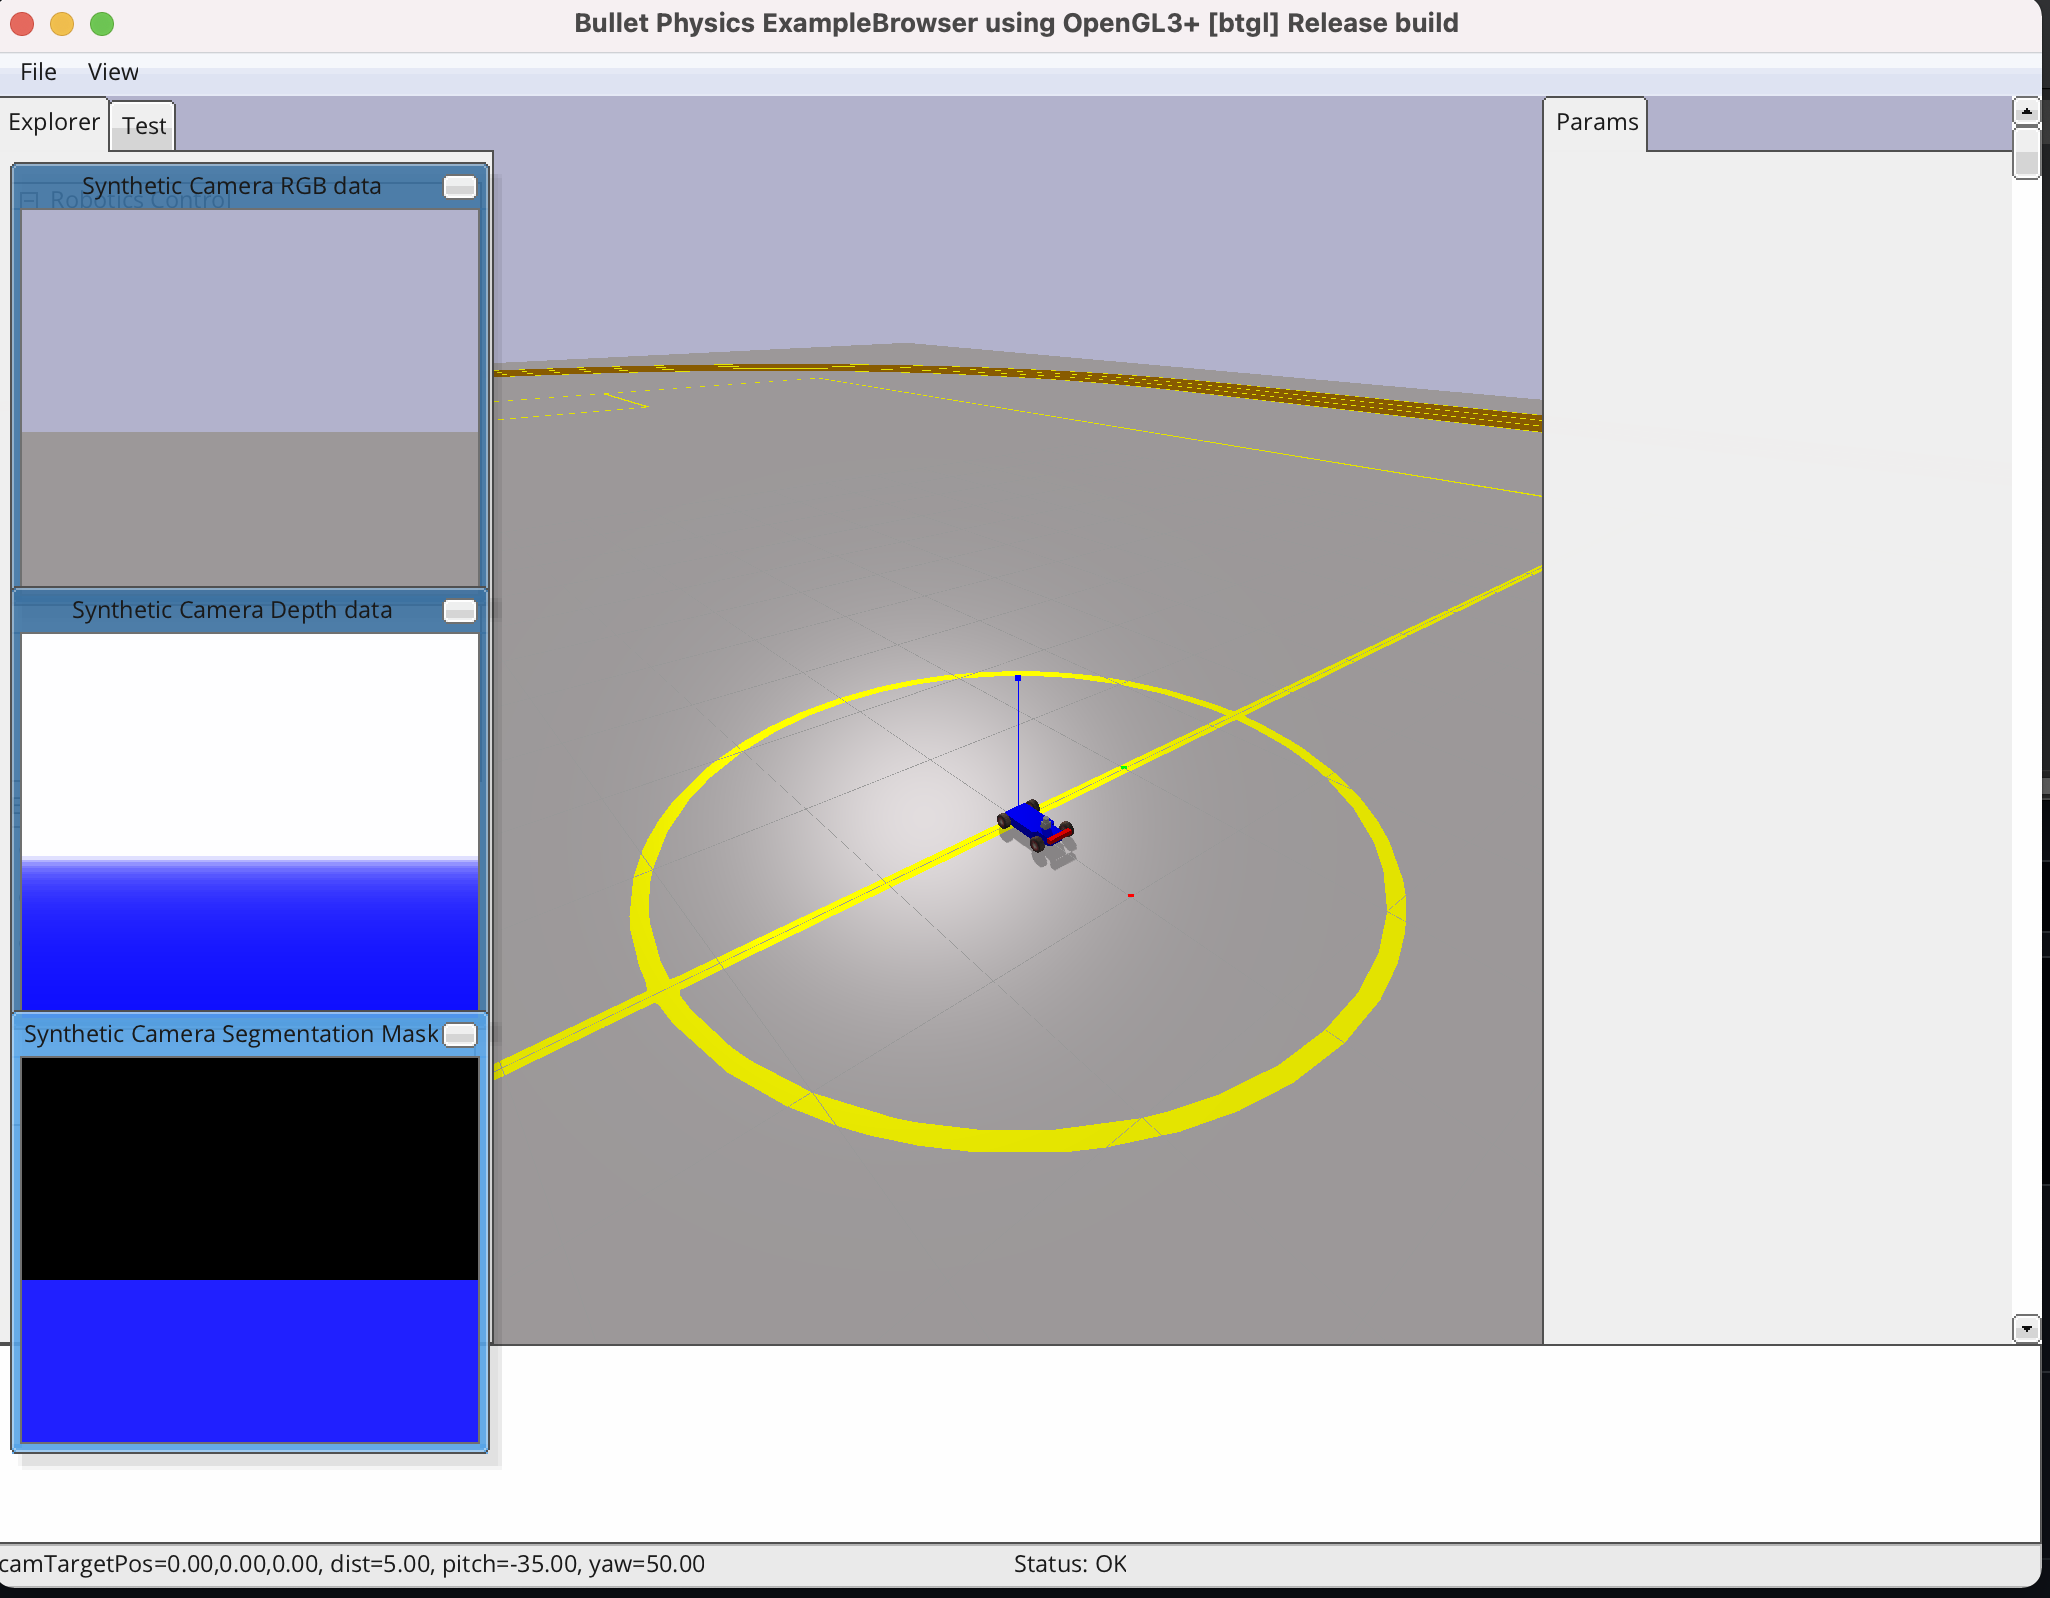 Bullet Physics ExampleBrowser using OpenGL3+ [btgl] Release build
File View
Explorer Test
Params
Synthetic Camera RGB data
Robotics Control
Synthetic Camera Depth data
Synthetic Camera Segmentation Mask
camTargetPos=0.00,0.00,0.00, dist=5.00, pitch=-35.00, yaw=50.00
Status: OK